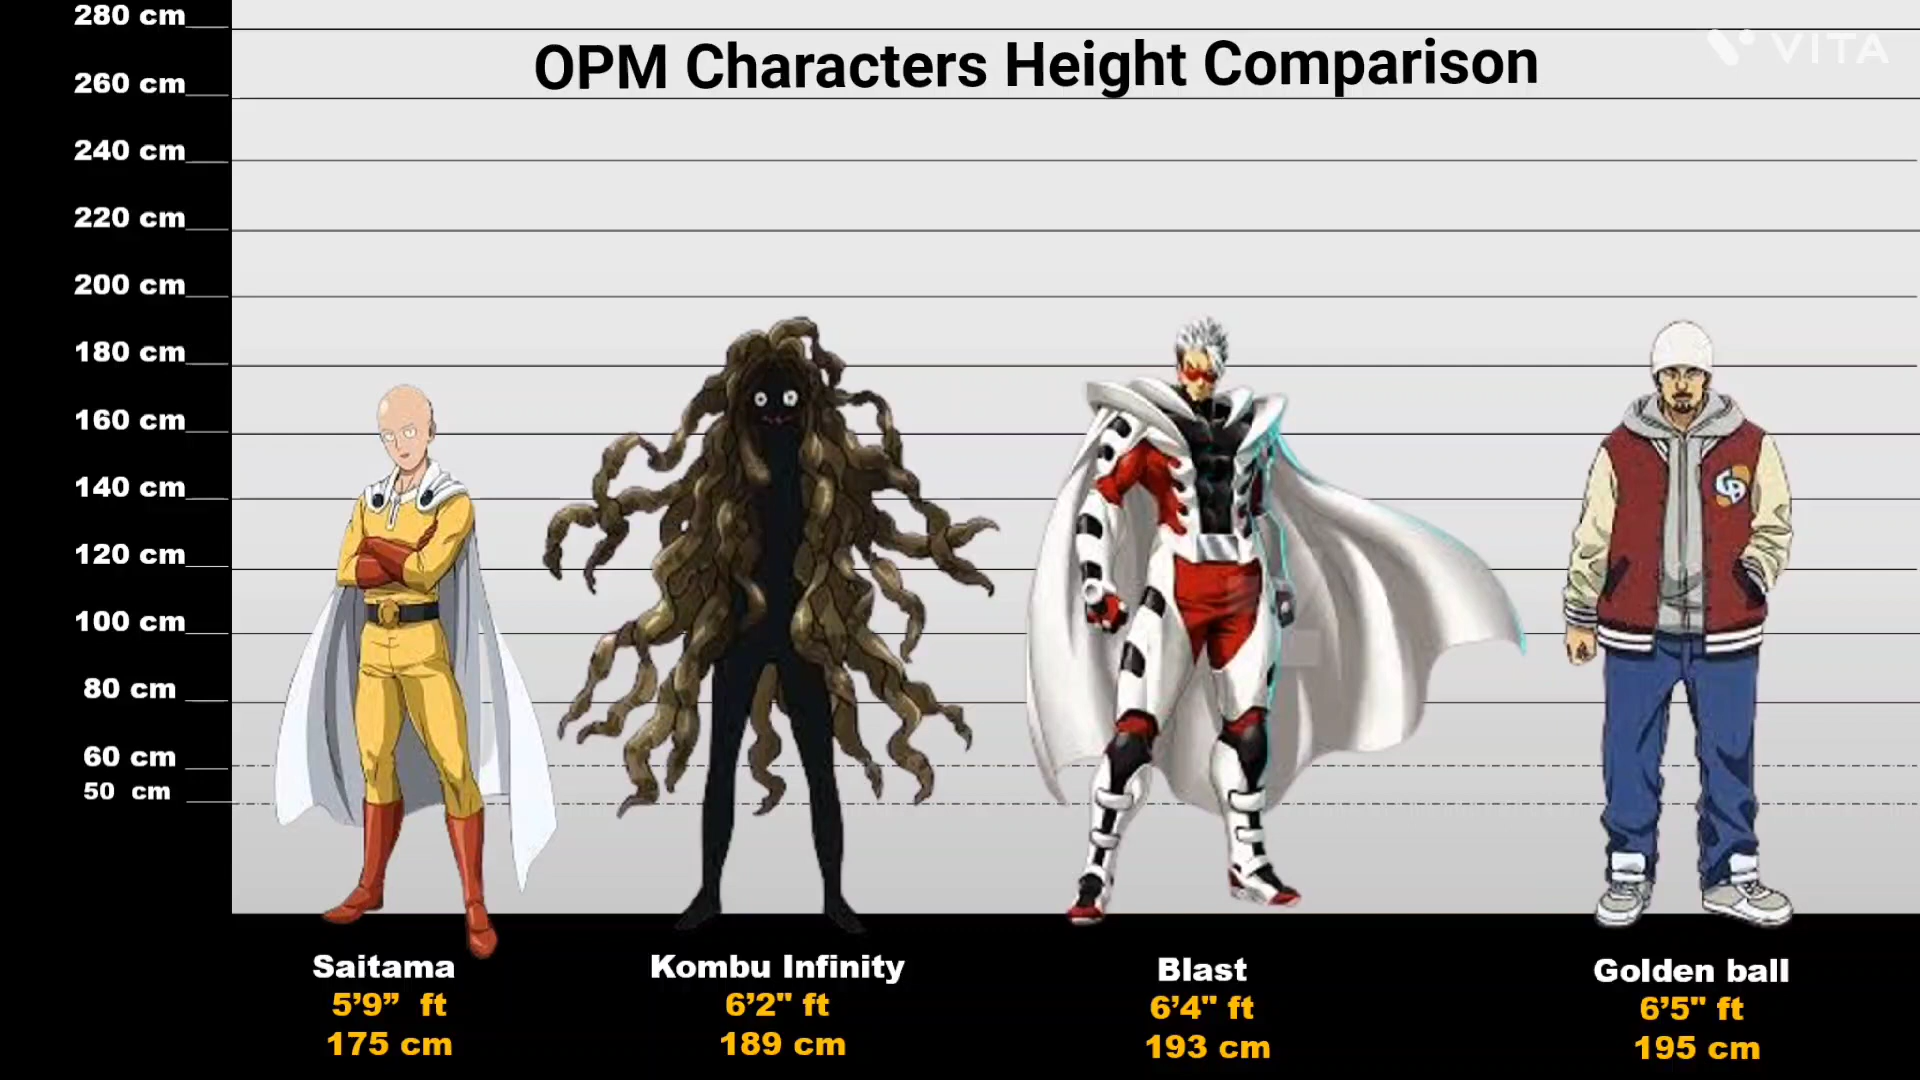 OPM Characters Height Comparison
VITA
280 cm
260 cm
240 cm
220 cm
200 cm
180 cm
160 cm
140 cm
120 cm
100 cm
80 cm
60 cm
50 cm
Saitama
5’9” ft
175 cm
Kombu Infinity
6’2" ft
189 cm
Blast
6’4" ft
193 cm
Golden ball
6’5" ft
195 cm